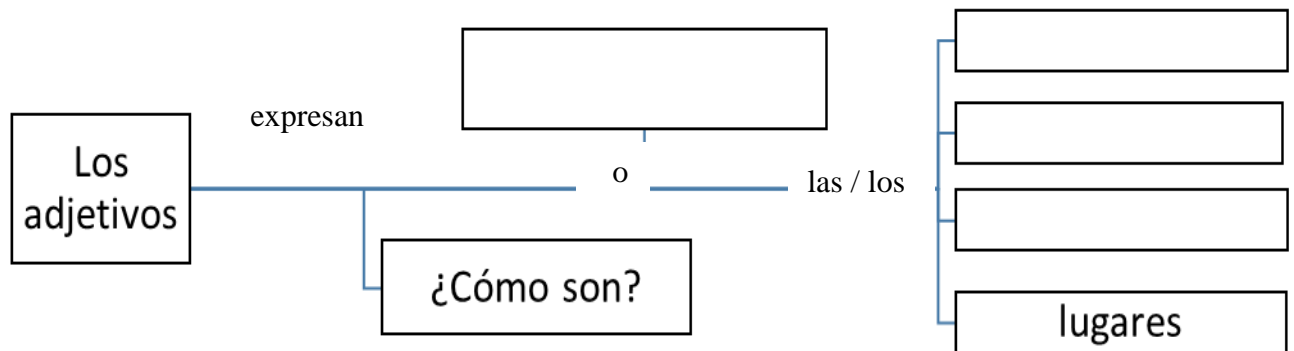 Los
adjetivos
expresan
¿Cómo son?
o
las / los
lugares